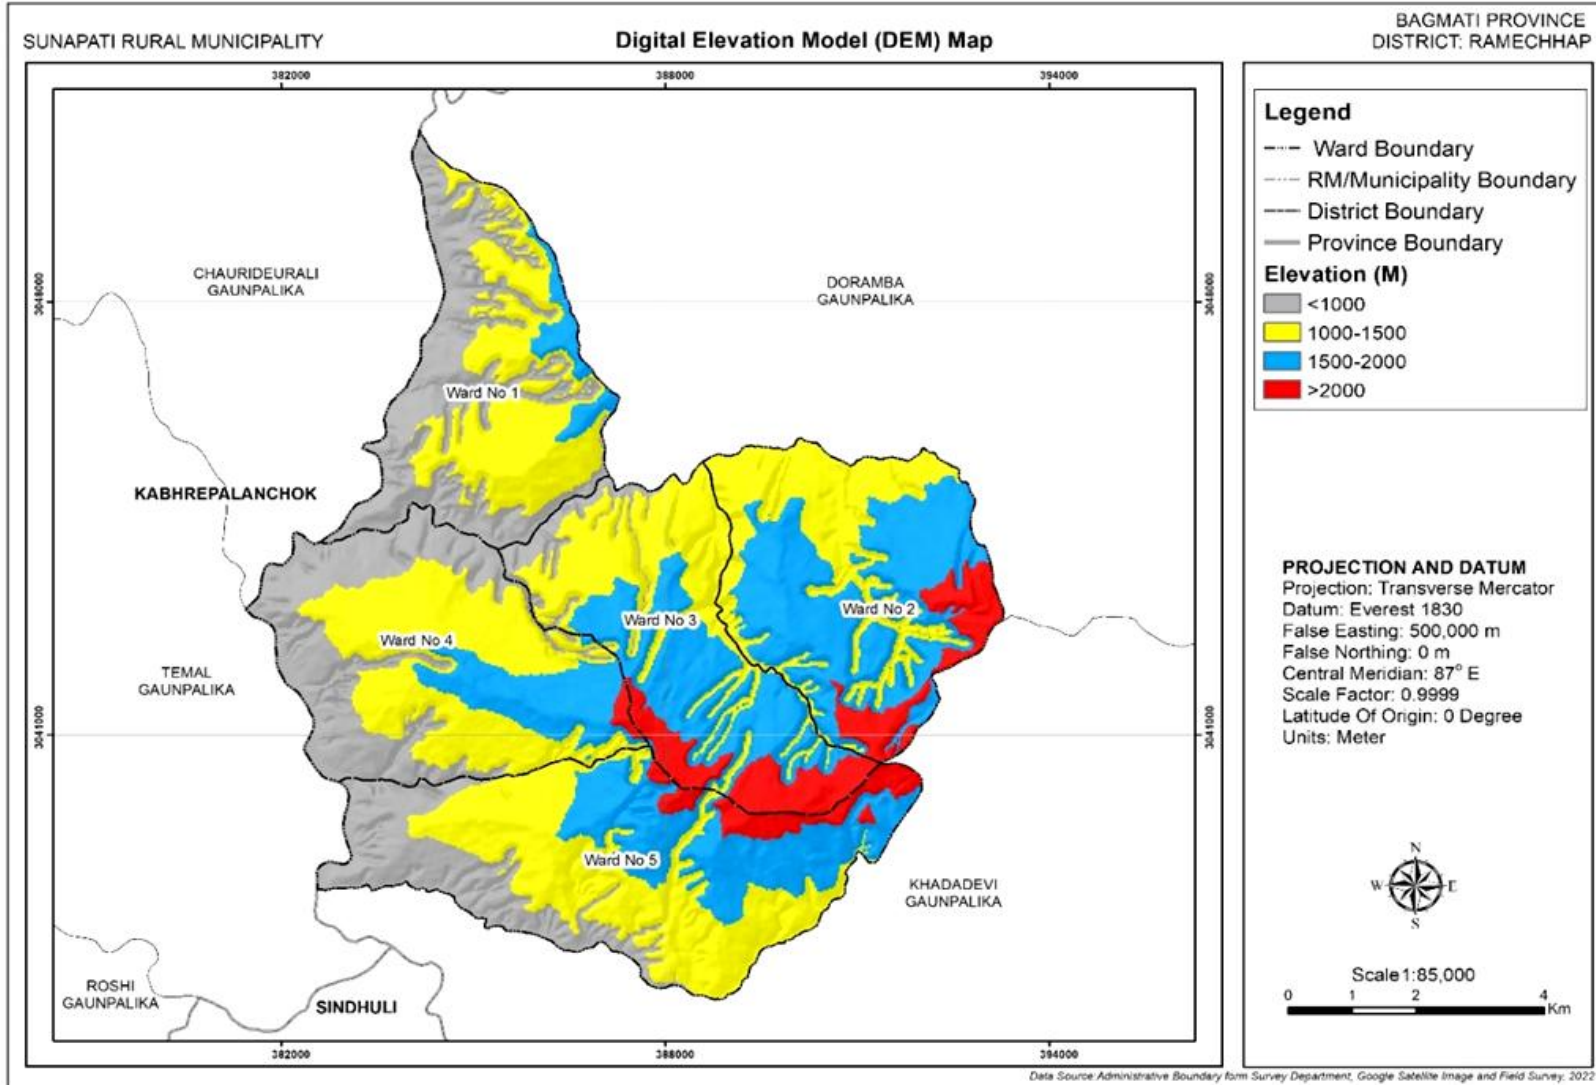 SUNAPATI RURAL MUNICIPALITY
Digital Elevation Model (DEM) Map
BAGMATI PROVINCE
DISTRICT: RAMECHHAP
382000
388000
394000
CHAURIDEURALI
GAUNPALIKA
DORAMBA
GAUNPALIKA
3048000
3048000
Ward No 1
KABHREPALANCHOK
Ward No 2
Ward No 3
Ward No 4
TEMAL
GAUNPALIKA
3041000
3041000
Ward No 5
KHADADEVI
GAUNPALIKA
ROSHI
GAUNPALIKA
SINDHULI
382000
388000
394000
Legend
Ward Boundary
RM/Municipality Boundary
District Boundary
Province Boundary
Elevation (M)
<1000
1000-1500
1500-2000
>2000
PROJECTION AND DATUM
Projection: Transverse Mercator
Datum: Everest 1830
False Easting: 500,000 m
False Northing: 0 m
Central Meridian: 87° E
Scale Factor: 0.9999
Latitude Of Origin: 0 Degree
Units: Meter
N
W E
S
Scale1:85,000
0 1 2 4
Km
Data Source:Administrative Boundary form Survey Department, Google Satellite Image and Field Survey, 2022